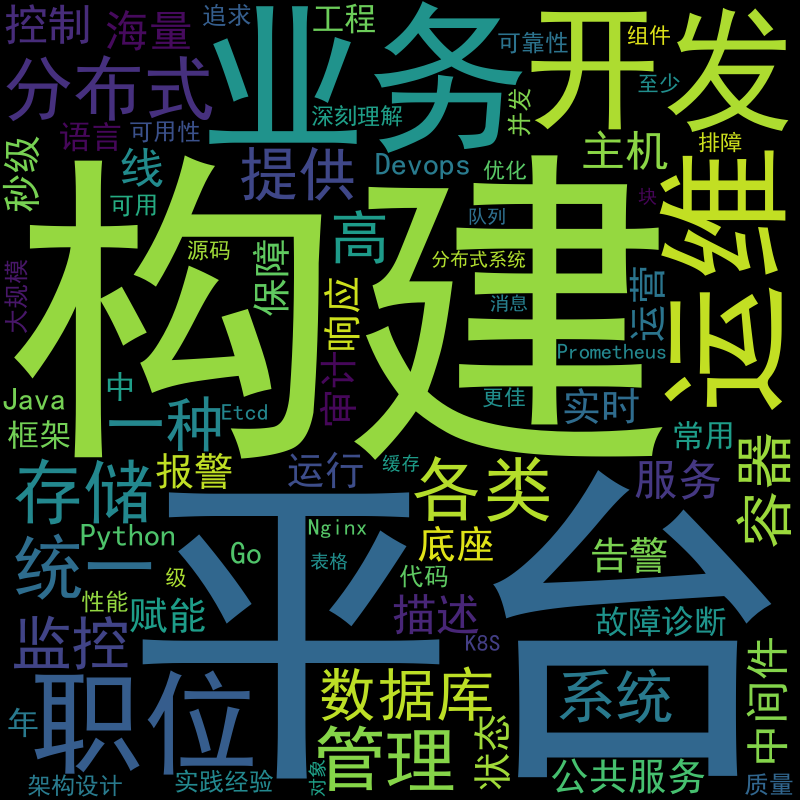 控制
海量
追求
工程
可靠性
组件
业务
开发
分布式
深刻理解
并发
至少
语言
可用性
秒级
线
提供
Devops
优化
主机
排障
可用
高
队列
块
运维
构建
源码
保障
分布式系统
大规模
响应
消息
运营
Prometheus
审计
Java
中
一种
Etcd
更佳
实时
框架
常用
存储
报警
运行
缓存
各类
服务
容器
Python
Go
Nginx
底座
统一
级
表格
代码
告警
平台
性能
赋能
描述
故障诊断
监控
K8S
职位
数据库
系统
中间件
年
管理
状态
架构设计
实践经验
对象
公共服务
质量